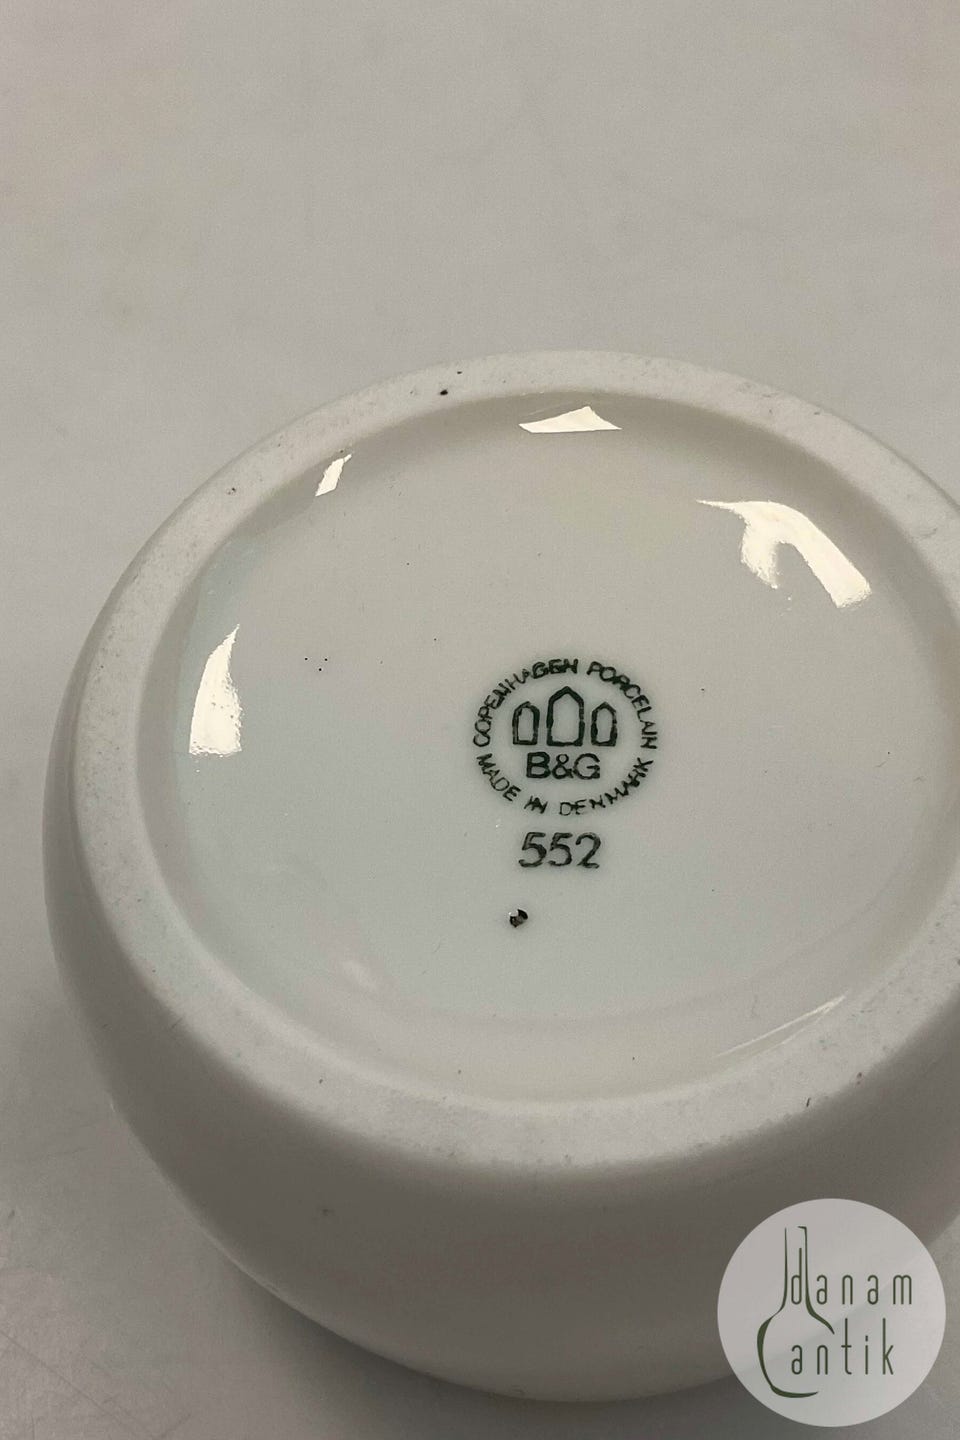 COPENHAGEN PORCELAIN
B&G
MADE IN DENMARK
552
danam
antik